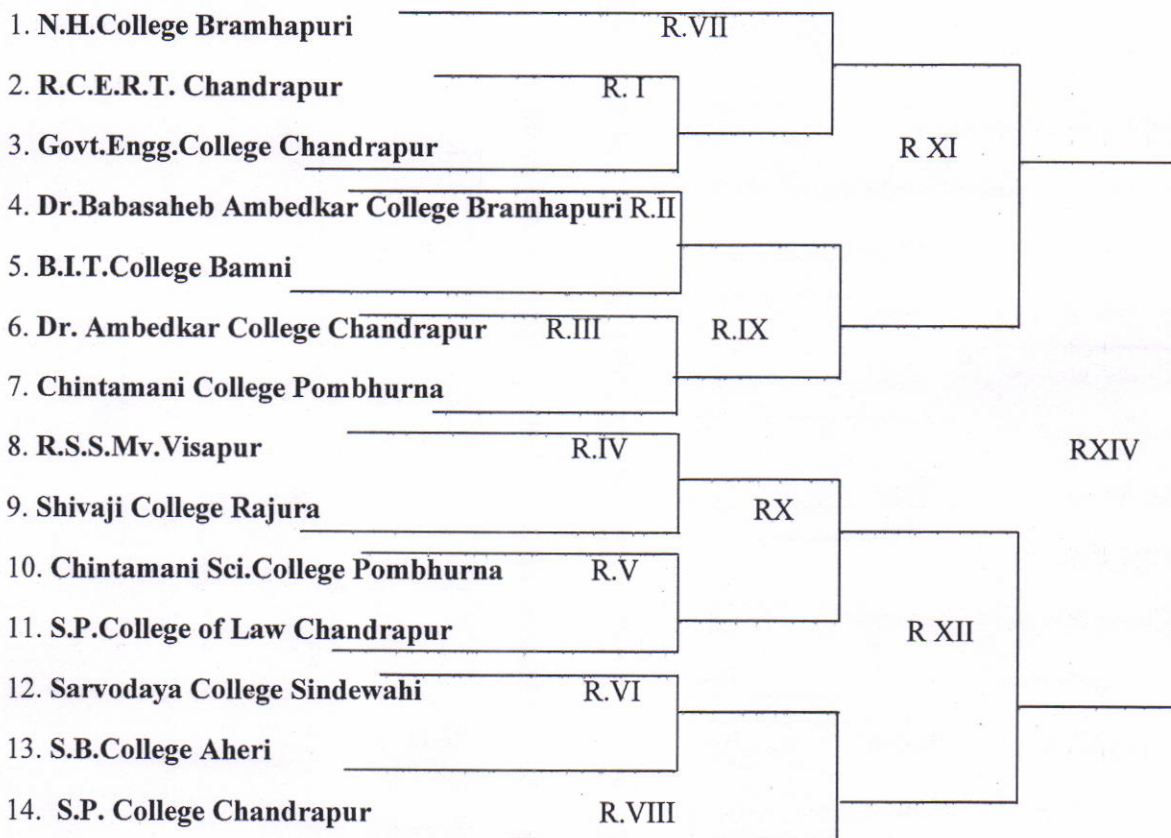 1. N.H.College Bramhapuri R.VII
2. R.C.E.R.T. Chandrapur R. I
3. Govt.Engg.College Chandrapur R XI
4. Dr.Babasaheb Ambedkar College Bramhapuri R.II
5. B.I.T.College Bamni
6. Dr. Ambedkar College Chandrapur R.III R.IX
7. Chintamani College Pombhurna
8. R.S.S.Mv.Visapur R.IV RXIV
9. Shivaji College Rajura RX
10. Chintamani Sci.College Pombhurna R.V
11. S.P.College of Law Chandrapur R XII
12. Sarvodaya College Sindewahi R.VI
13. S.B.College Aheri
14. S.P. College Chandrapur R.VIII